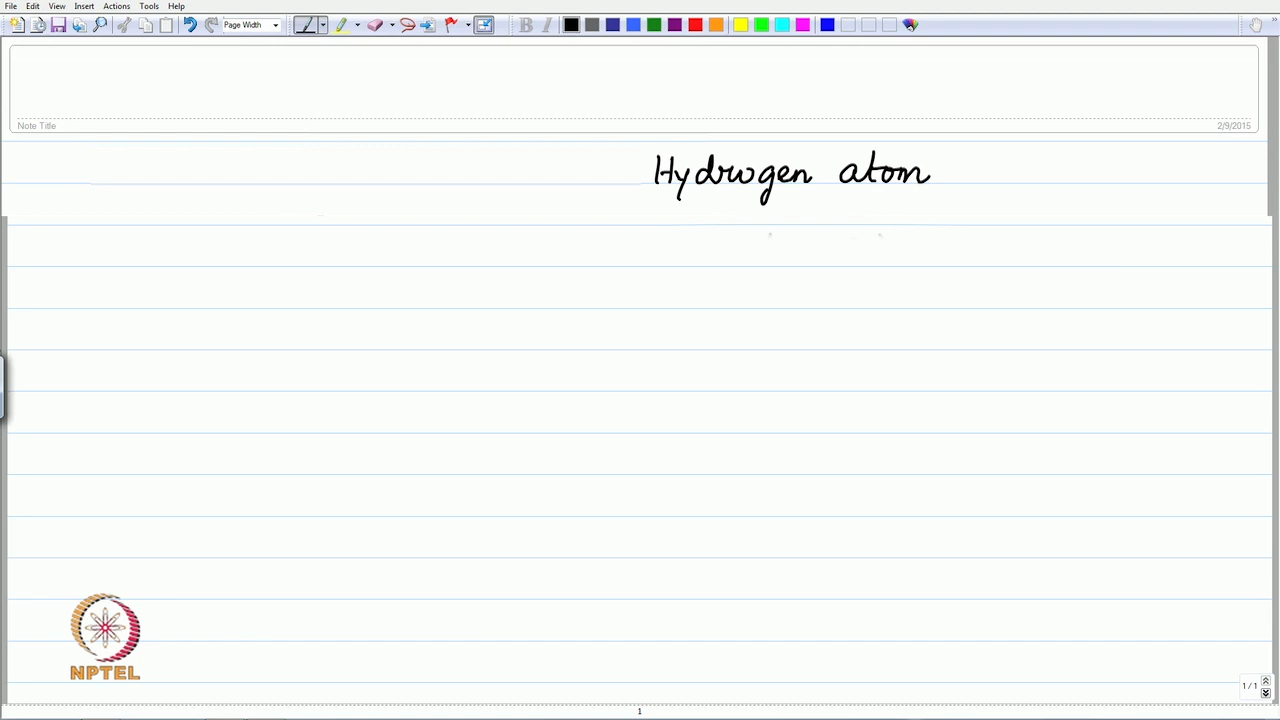 File Edit View Insert Actions Tools Help
Page Width
B I
Note Title 2/9/2015
Hydrogen atom
NPTEL
1/1
1